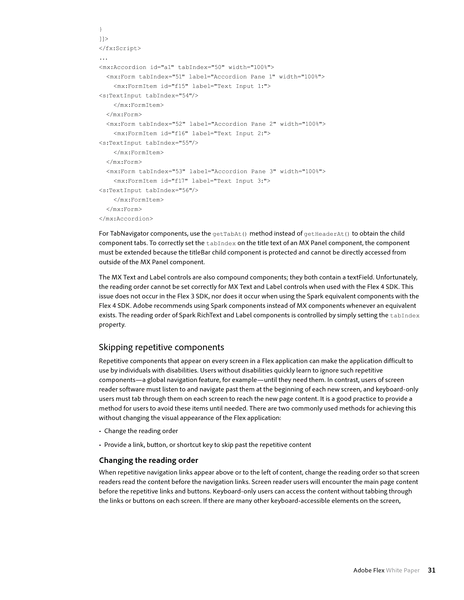 }
]]>
</fx:Script>
...
<mx:Accordion id="a1" tabIndex="50" width="100%">
<mx:Form tabIndex="51" label="Accordion Pane 1" width="100%">
<mx:FormItem id="f15" label="Text Input 1:">
<s:TextInput tabIndex="54"/>
</mx:FormItem>
</mx:Form>
<mx:Form tabIndex="52" label="Accordion Pane 2" width="100%">
<mx:FormItem id="f16" label="Text Input 2:">
<s:TextInput tabIndex="55"/>
</mx:FormItem>
</mx:Form>
<mx:Form tabIndex="53" label="Accordion Pane 3" width="100%">
<mx:FormItem id="f17" label="Text Input 3:">
<s:TextInput tabIndex="56"/>
</mx:FormItem>
</mx:Form>
</mx:Accordion>
For TabNavigator components, use the getTabAt() method instead of getHeaderAt() to obtain the child
component tabs. To correctly set the tabIndex on the title text of an MX Panel component, the component
must be extended because the titleBar child component is protected and cannot be directly accessed from
outside of the MX Panel component.
The MX Text and Label controls are also compound components; they both contain a textField. Unfortunately,
the reading order cannot be set correctly for MX Text and Label controls when used with the Flex 4 SDK. This
issue does not occur in the Flex 3 SDK, nor does it occur when using the Spark equivalent components with the
Flex 4 SDK. Adobe recommends using Spark components instead of MX components whenever an equivalent
exists. The reading order of Spark RichText and Label components is controlled by simply setting the tabIndex
property.
Skipping repetitive components
Repetitive components that appear on every screen in a Flex application can make the application difficult to
use by individuals with disabilities. Users without disabilities quickly learn to ignore such repetitive
components—a global navigation feature, for example—until they need them. In contrast, users of screen
reader software must listen to and navigate past them at the beginning of each new screen, and keyboard-only
users must tab through them on each screen to reach the new page content. It is a good practice to provide a
method for users to avoid these items until needed. There are two commonly used methods for achieving this
without changing the visual appearance of the Flex application:
• Change the reading order
• Provide a link, button, or shortcut key to skip past the repetitive content
Changing the reading order
When repetitive navigation links appear above or to the left of content, change the reading order so that screen
readers read the content before the navigation links. Screen reader users will encounter the main page content
before the repetitive links and buttons. Keyboard-only users can access the content without tabbing through
the links or buttons on each screen. If there are many other keyboard-accessible elements on the screen,
Adobe Flex White Paper 31